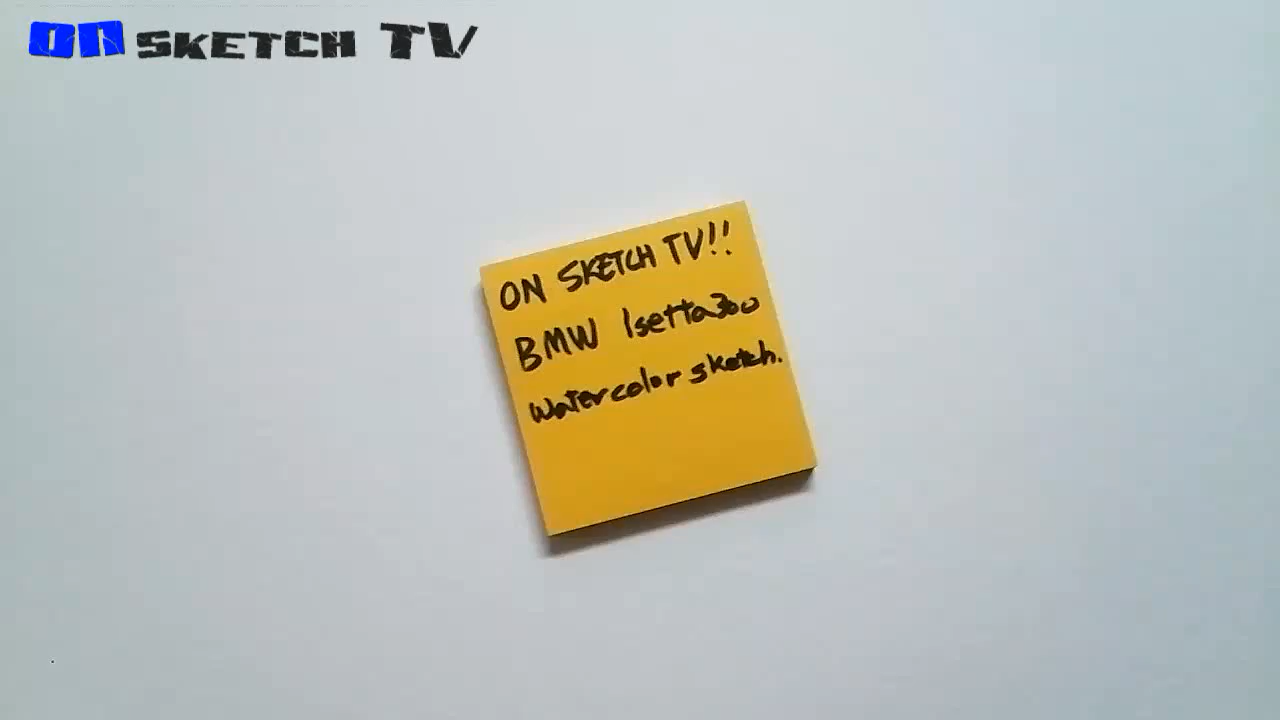 ON SKETCH TV
ON SKETCH TV!!
BMW Isetta300
watercolor sketch.